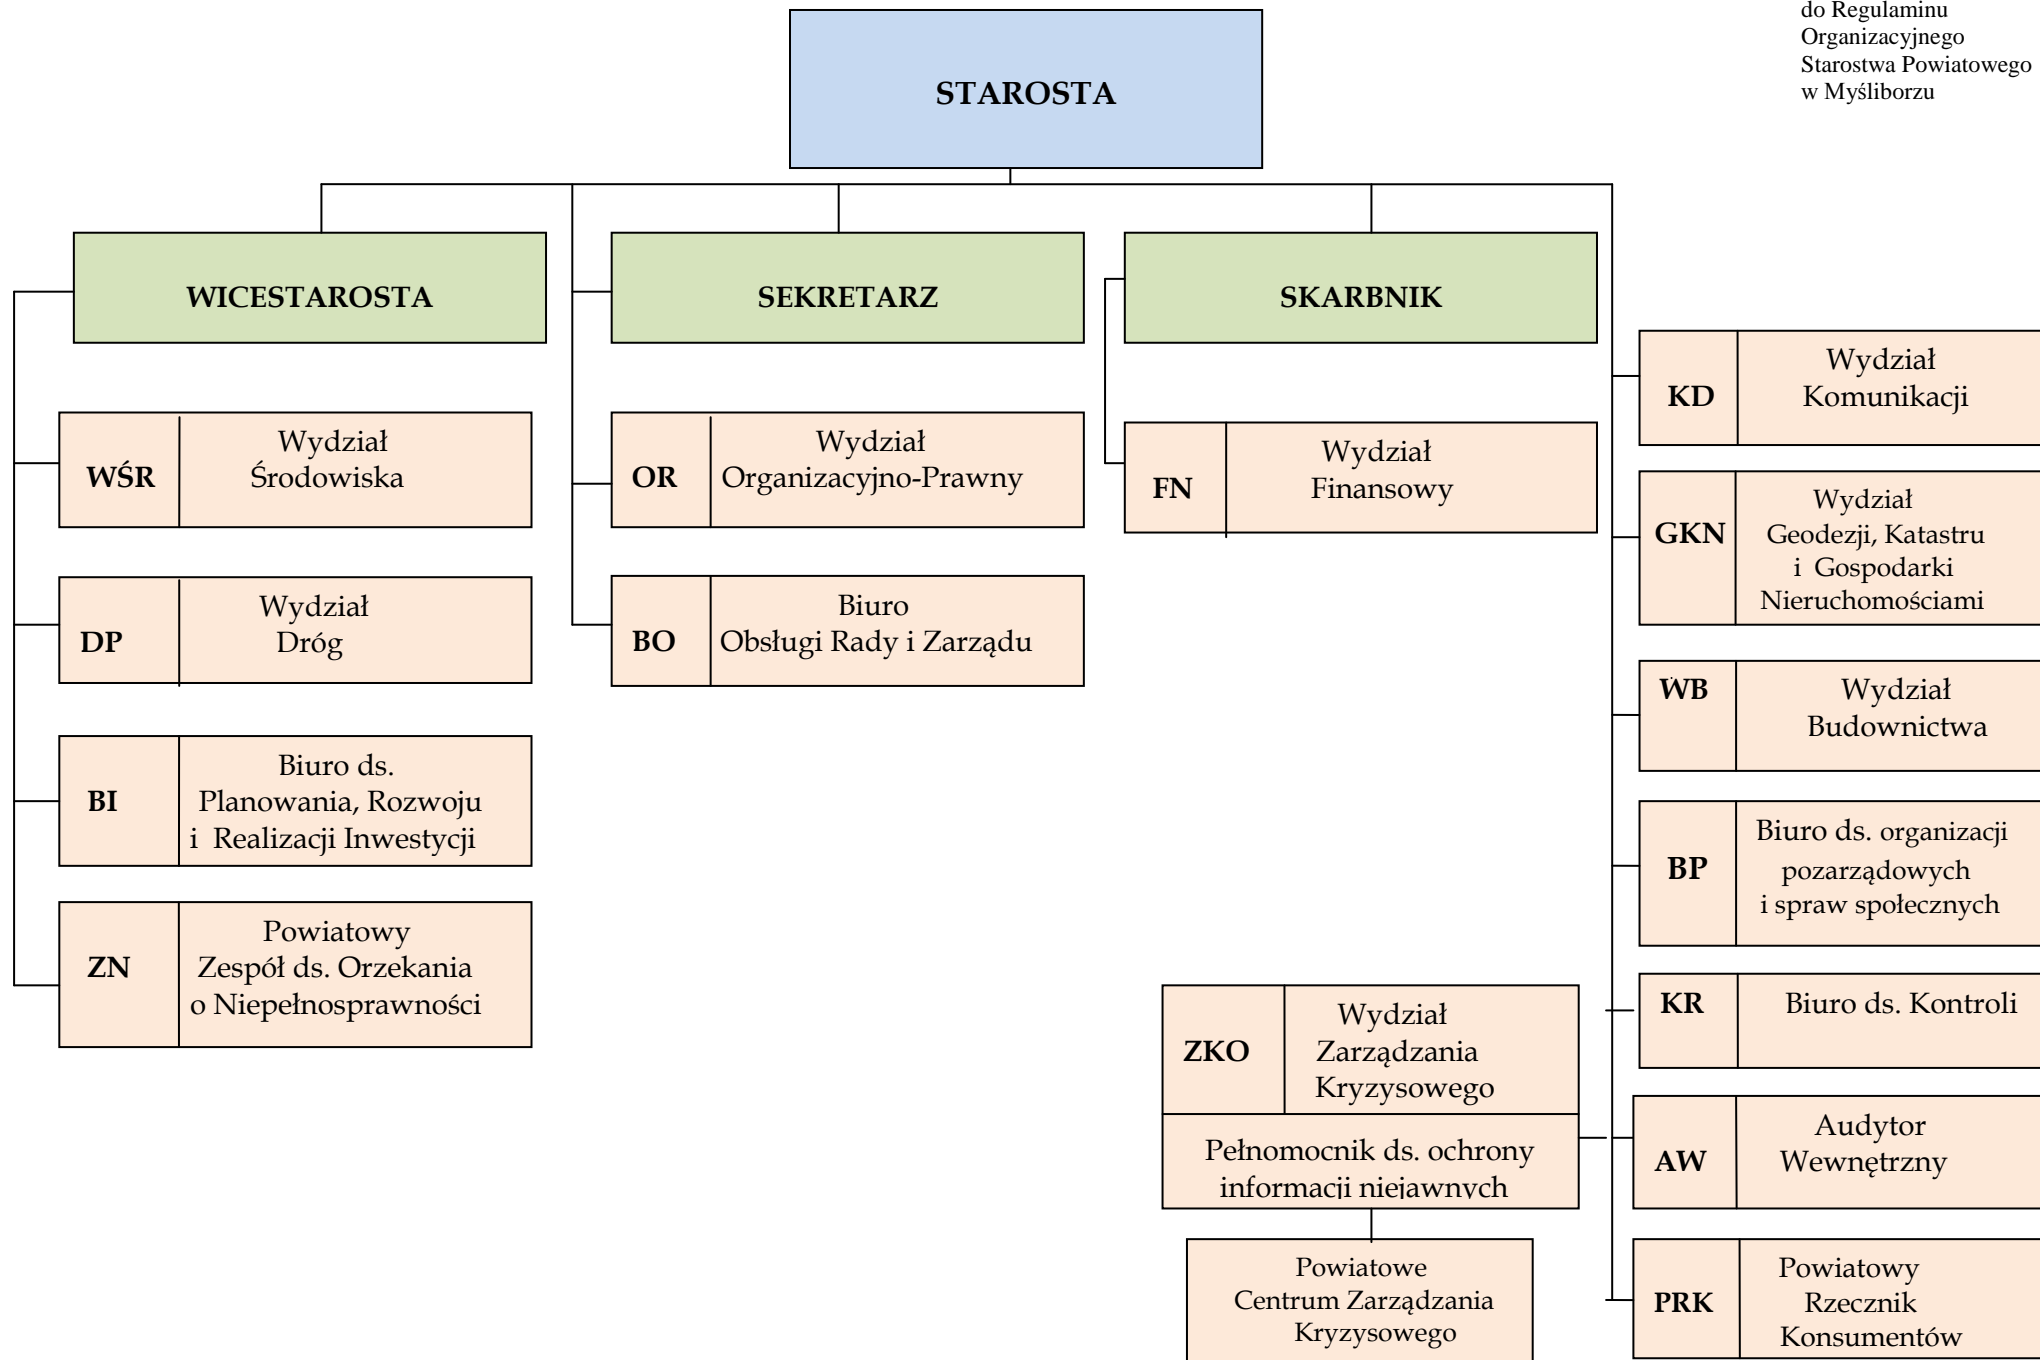 do Regulaminu
Organizacyjnego
Starostwa Powiatowego
w Myśliborzu
STAROSTA
WICESTAROSTA
SEKRETARZ
SKARBNIK
WŚR
Wydział
Środowiska
DP
Wydział
Dróg
BI
Biuro ds.
Planowania, Rozwoju
i Realizacji Inwestycji
ZN
Powiatowy
Zespół ds. Orzekania
o Niepełnosprawności
OR
Wydział
Organizacyjno-Prawny
BO
Biuro
Obsługi Rady i Zarządu
FN
Wydział
Finansowy
KD
Wydział
Komunikacji
GKN
Wydział
Geodezji, Katastru
i Gospodarki
Nieruchomościami
WB
Wydział
Budownictwa
BP
Biuro ds. organizacji
pozarządowych
i spraw społecznych
KR
Biuro ds. Kontroli
ZKO
Wydział
Zarządzania
Kryzysowego
Pełnomocnik ds. ochrony
informacji niejawnych
Powiatowe
Centrum Zarządzania
Kryzysowego
AW
Audytor
Wewnętrzny
PRK
Powiatowy
Rzecznik
Konsumentów